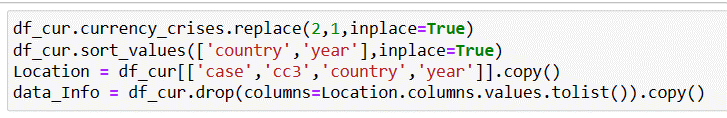 df_cur.currency_crises.replace(2,1,inplace=True)
df_cur.sort_values(['country','year'],inplace=True)
Location = df_cur[['case','cc3','country','year']].copy()
data_Info = df_cur.drop(columns=Location.columns.values.tolist()).copy()